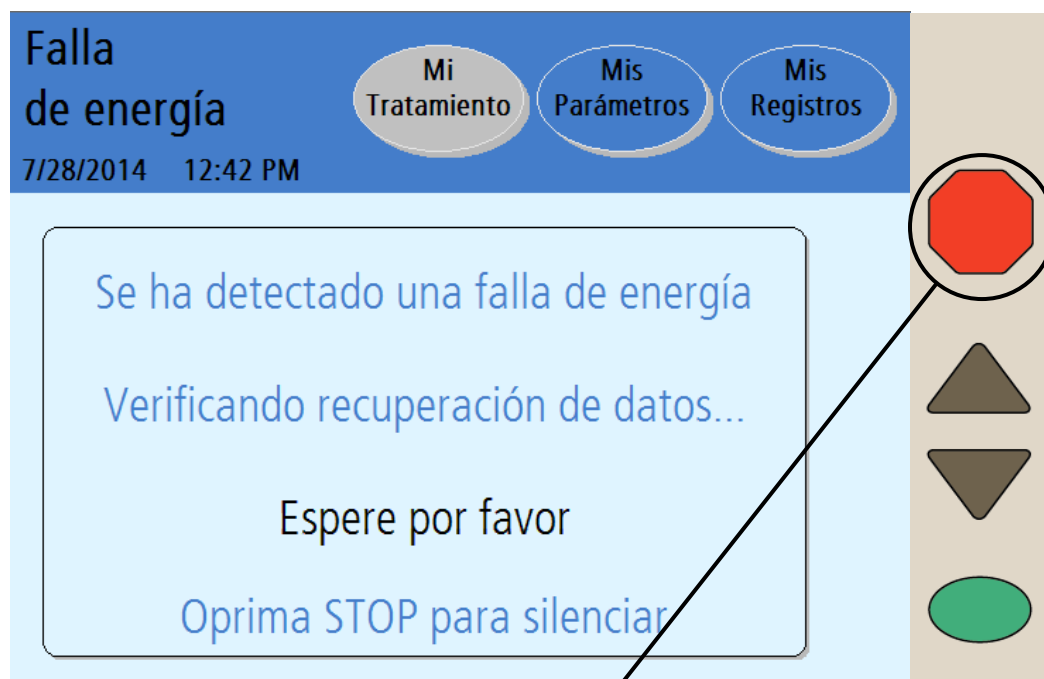 Falla
de energía
7/28/2014 12:42 PM
Mi
Tratamiento
Mis
Parámetros
Mis
Registros
Se ha detectado una falla de energía
Verificando recuperación de datos...
Espere por favor
Oprima STOP para silenciar